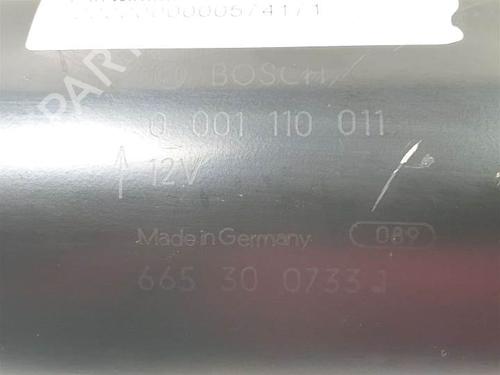 BOSCH
0 001 110 011
12V
Made in Germany 089
665 30 0733 J